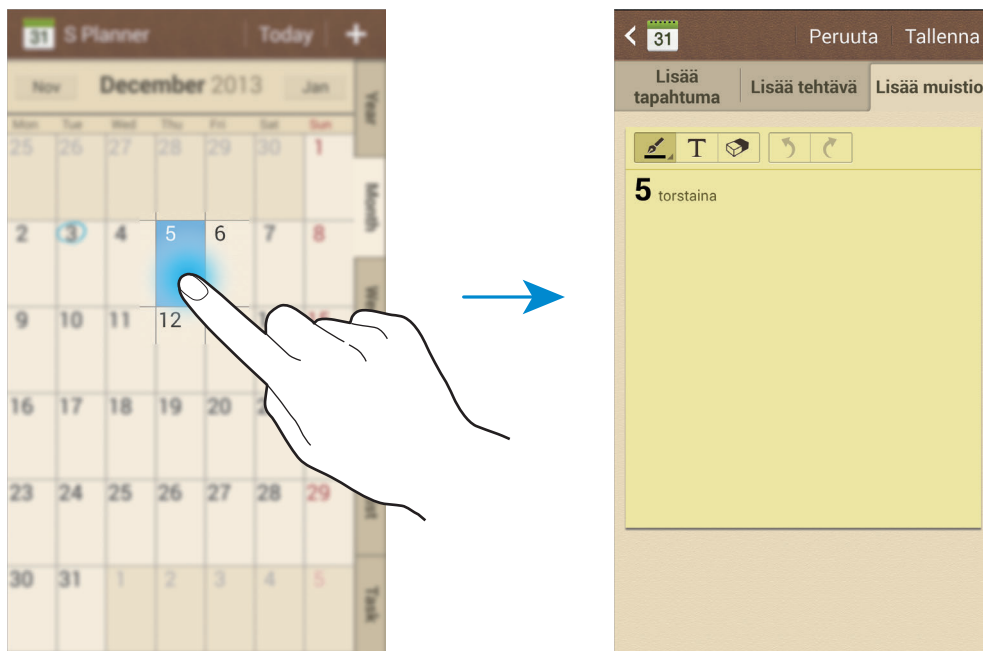 31 S Planner Today +
Nov December 2013 Jan
Year
Mon Tue Wed Thu Fri Sat Sun
25 26 27 28 29 30 1
Month
2 3 4 5 6 7 8
9 10 11 12
16 17 18 19 20
23 24 25 26 27 28 29
30 31 1 2 3 4 5
Task
31 Peruuta Tallenna
Lisää
tapahtuma
Lisää tehtävä
Lisää muistio
T
5 torstaina